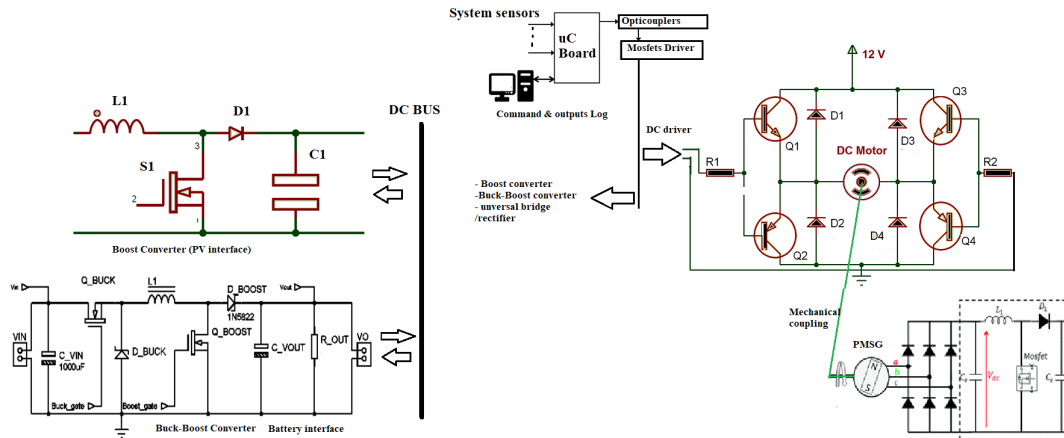 System sensors
uC
Board
Opticouplers
Mosfets Driver
Command & outputs Log
L1
D1
3
S1
2
1
C1
Boost Converter (PV interface)
DC BUS
DC driver
- Boost converter
-Buck-Boost converter
- unversal bridge
/rectifier
12 V
Q1
D1
D3
Q3
DC Motor
R1
R2
Q2
D2
D4
Q4
Mechanical
coupling
PMSG
N
S
a
b
c
L1
Mosfet
Vdc
Vin
Q_BUCK
L1
D_BOOST
1N5822
Vout
Q_BOOST
VIN
C_VIN
1000uF
D_BUCK
C_VOUT
R_OUT
VO
Buck_gate
Boost_gate
Buck-Boost Converter
Battery interface